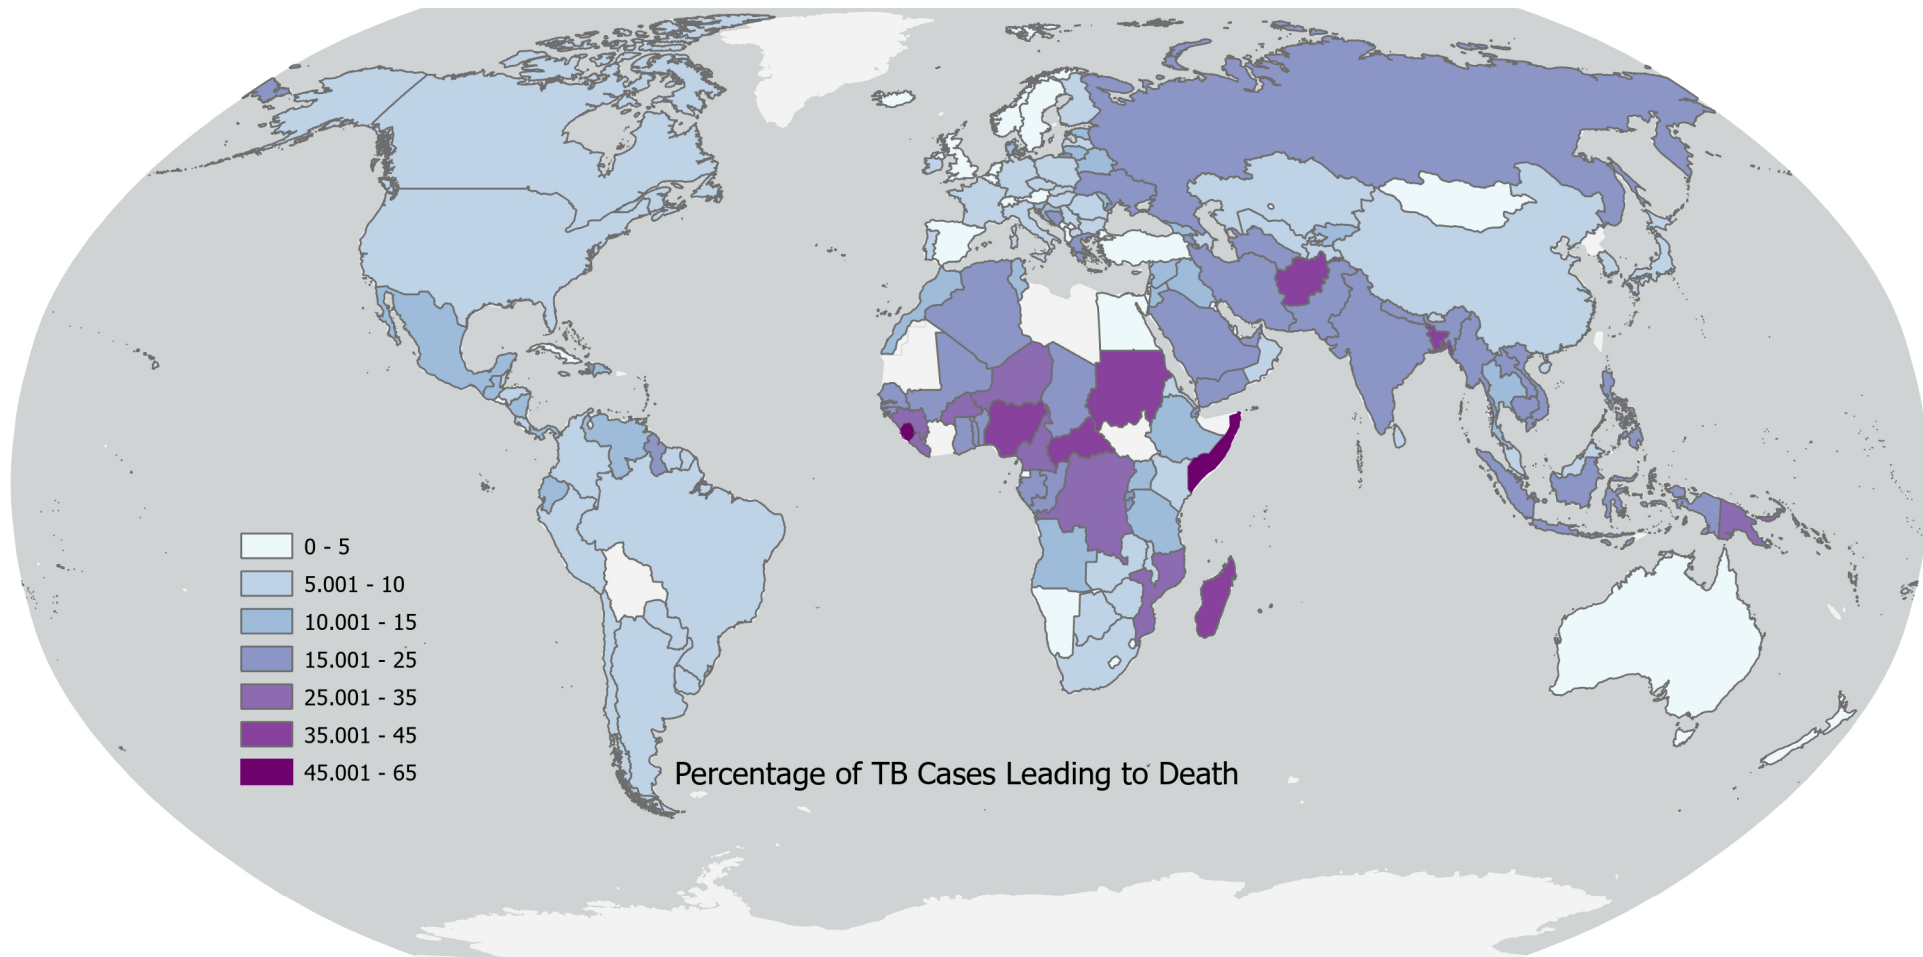 0 - 5
5.001 - 10
10.001 - 15
15.001 - 25
25.001 - 35
35.001 - 45
45.001 - 65
Percentage of TB Cases Leading to Death